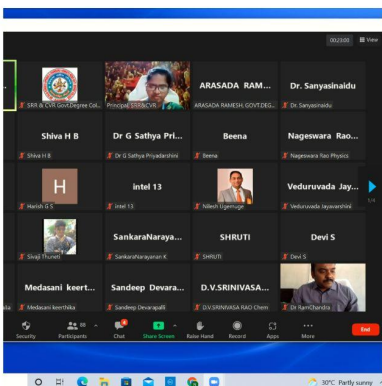 00:23:00 View
SRR & CVR Govt.Degree Col...
Principal, SRR&CVR
ARASADA RAM...
ARASADA RAMESH, GOVT.DEG...
Dr. Sanyasinaidu
Dr. Sanyasinaidu
Shiva H B
Shiva H B
Dr G Sathya Pri...
Dr G Sathya Priyadarshini
Beena
Beena
Nageswara Rao...
Nageswara Rao Physics
H
Harish G S
intel 13
intel 13
Nilesh Ugemuge
Veduruvada Jay...
Veduruvada Jayavarshini
1/4
Sivaji Thuneti
SankaraNaraya...
SankaraNarayanan K
SHRUTI
SHRUTI
Devi S
Devi S
Medasani keert...
Medasani keerthika
Sandeep Devara...
Sandeep Devarapalli
D.V.SRINIVASA...
D.V.SRINIVASA RAO Chem
Dr RamChandra
Security
Participants 88
Chat
Share Screen
Raise Hand
Record
Apps
More
End
30°C Partly sunny